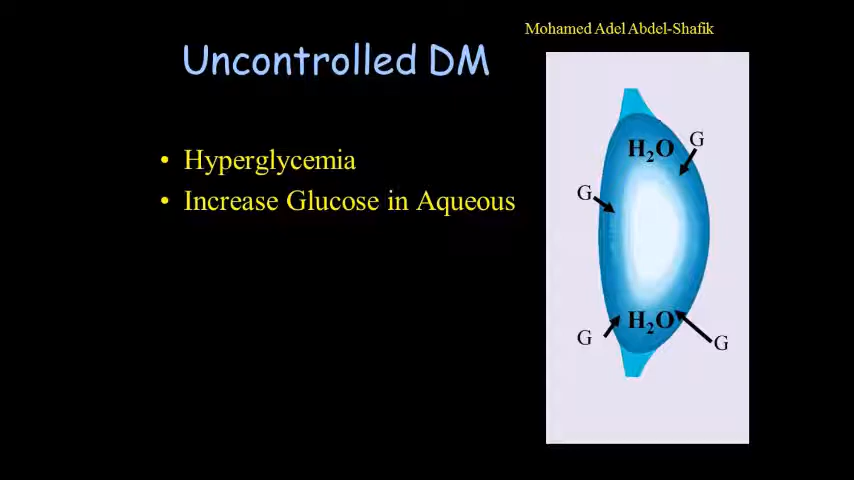 Mohamed Adel Abdel-Shafik
Uncontrolled DM
• Hyperglycemia
• Increase Glucose in Aqueous
H₂O
G
G
H₂O
G
G